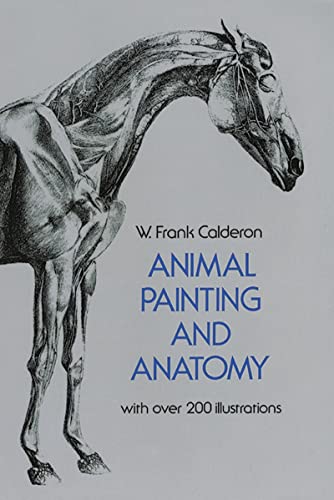 W. Frank Calderon
ANIMAL
PAINTING
AND
ANATOMY
with over 200 illustrations